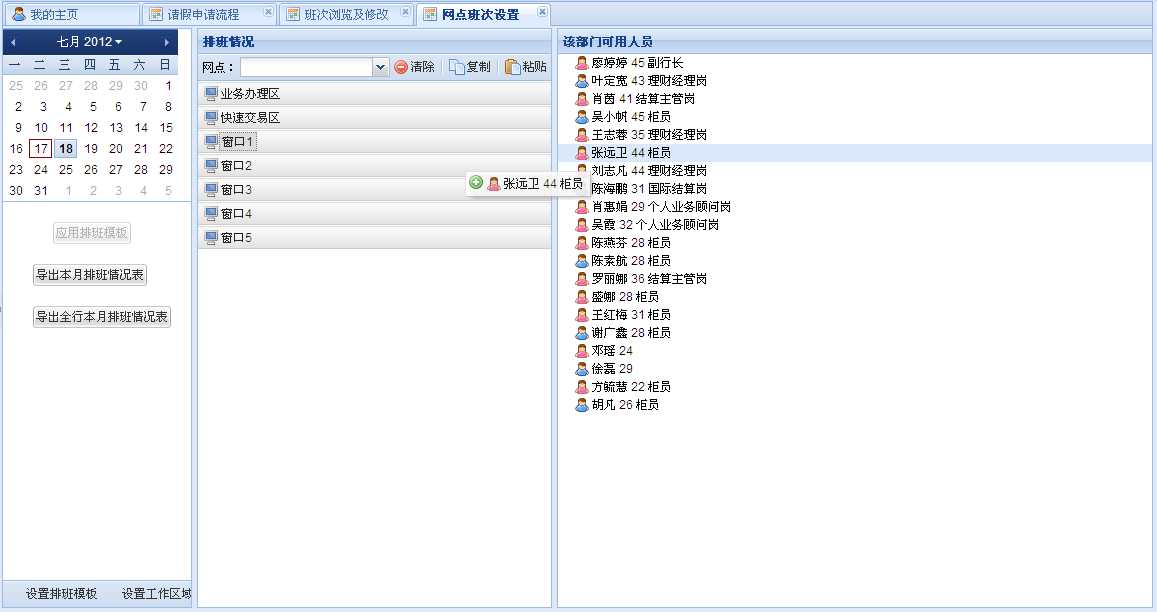 我的主页 请假申请流程 班次浏览及修改 网点班次设置
七月 2012
一 二 三 四 五 六 日
25 26 27 28 29 30 1
2 3 4 5 6 7 8
9 10 11 12 13 14 15
16 17 18 19 20 21 22
23 24 25 26 27 28 29
30 31 1 2 3 4 5
应用排班模板
导出本月排班情况表
导出全行本月排班情况表
设置排班模板 设置工作区域
排班情况
网点： 清除 复制 粘贴
业务办理区
快速交易区
窗口1
窗口2
窗口3
窗口4
窗口5
张远卫 44 柜员
该部门可用人员
廖婷婷 45 副行长
叶定宽 43 理财经理岗
肖茵 41 结算主管岗
吴小帆 45 柜员
王志蓉 35 理财经理岗
张远卫 44 柜员
刘志凡 44 理财经理岗
陈海鹏 31 国际结算岗
肖惠娟 29 个人业务顾问岗
吴霞 32 个人业务顾问岗
陈燕芬 28 柜员
陈素航 28 柜员
罗丽娜 36 结算主管岗
盛娜 28 柜员
王红梅 31 柜员
谢广鑫 28 柜员
邓瑶 24
徐磊 29
方毓慧 22 柜员
胡凡 26 柜员